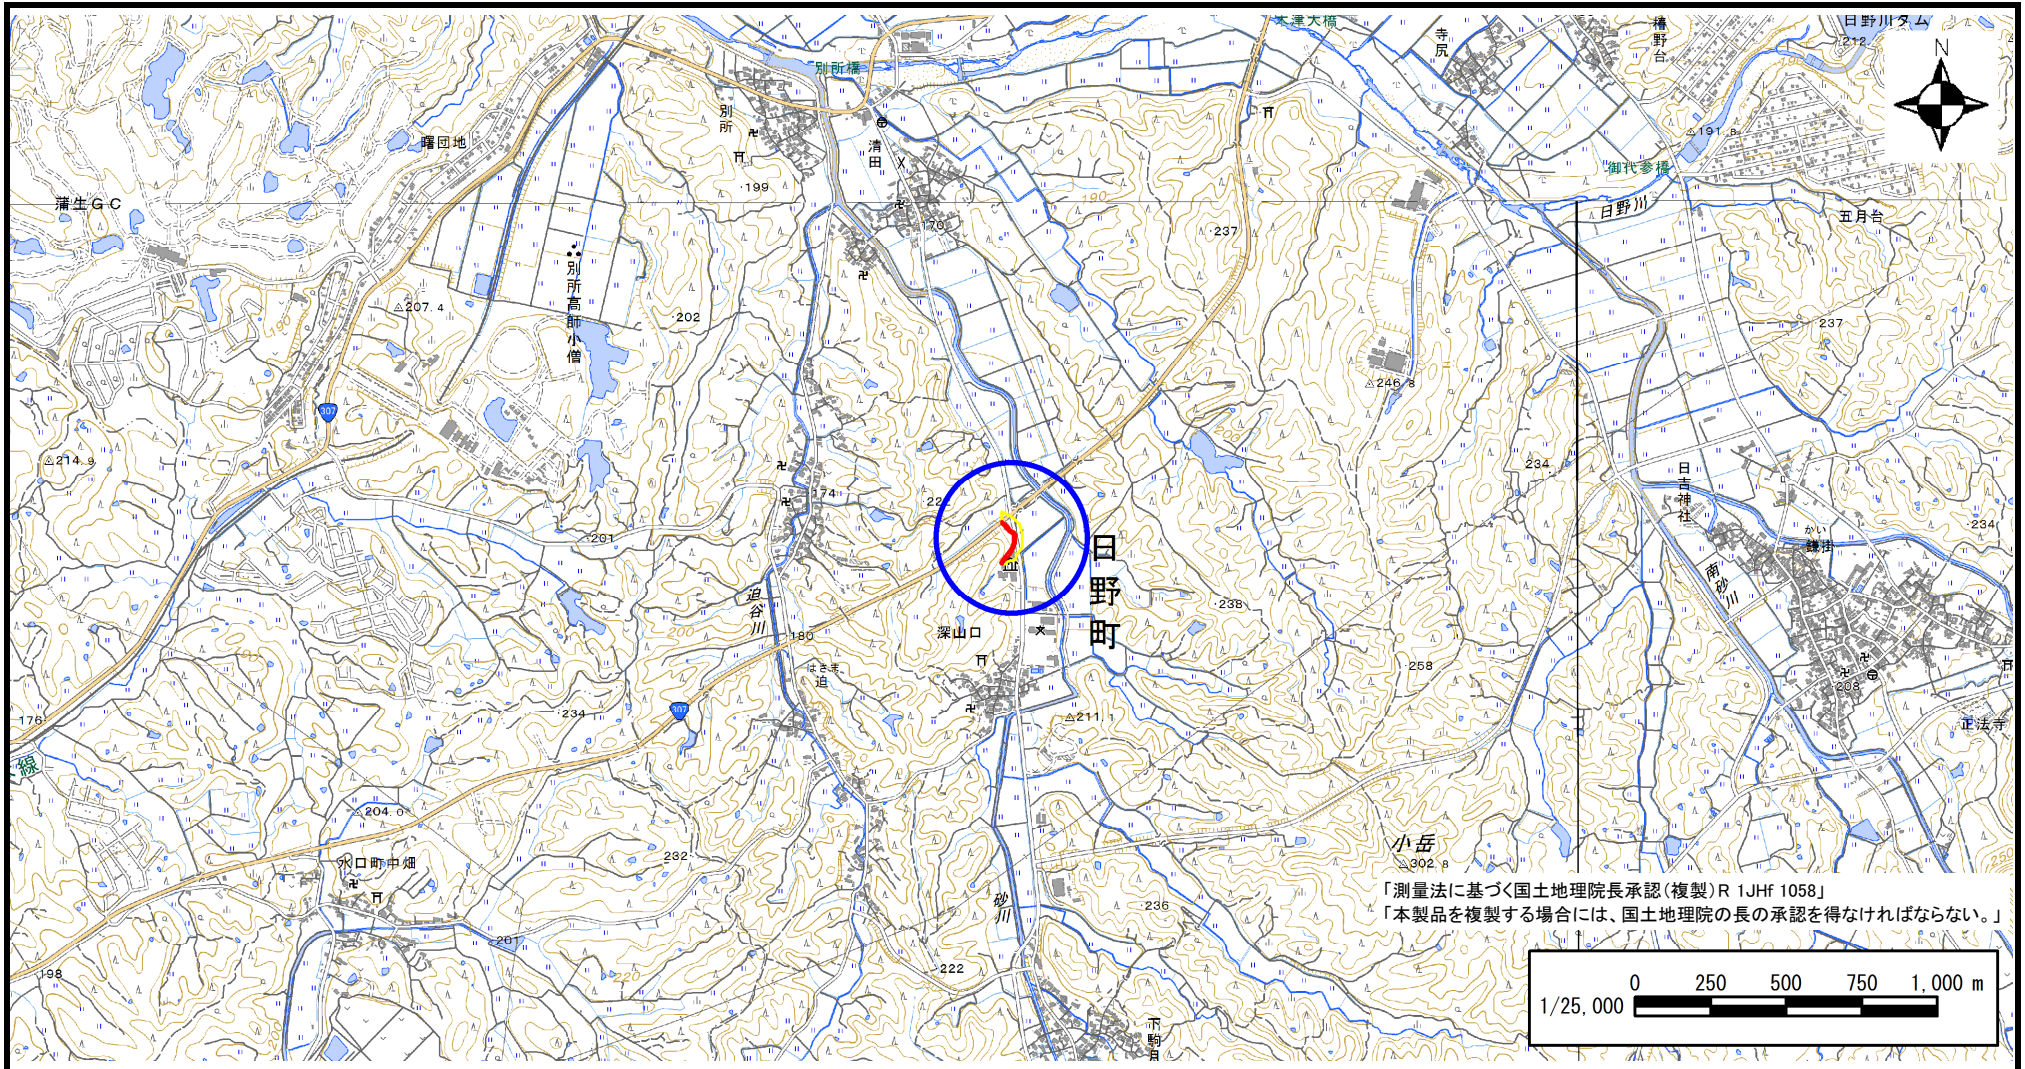 木津大橋
寺尻
椿野台
日野川ダム
212
N
別所橋
別所
曙団地
清田
191.8
御代参橋
199
190
蒲生GC
日野川
五月台
170
237
別所高師小僧
207.4
202
200
237
246.8
307
214.9
234
日吉神社
174
22
201
234
かい
鎌掛
日野町
南砂川
迫谷川
238
深山口
180
はさま
迫
258
208
176
234
307
211.1
正法寺
線
204.0
小岳
302.8
水口町中畑
232
「測量法に基づく国土地理院長承認(複製)R 1JHf 1058」
砂川
236
「本製品を複製する場合には、国土地理院の長の承認を得なければならない。」
201
198
222
220
0 250 500 750 1,000 m
1/25,000
下駒月